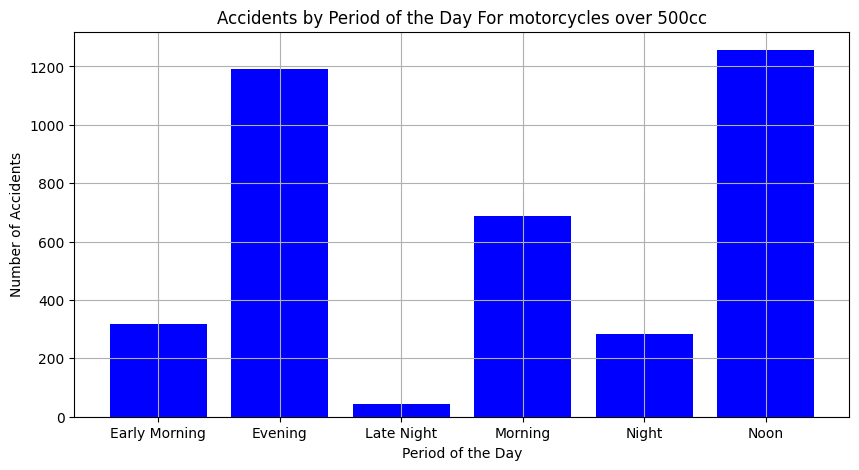 Accidents by Period of the Day For motorcycles over 500cc
Number of Accidents
1200
1000
800
600
400
200
0
Early Morning Evening Late Night Morning Night Noon
Period of the Day